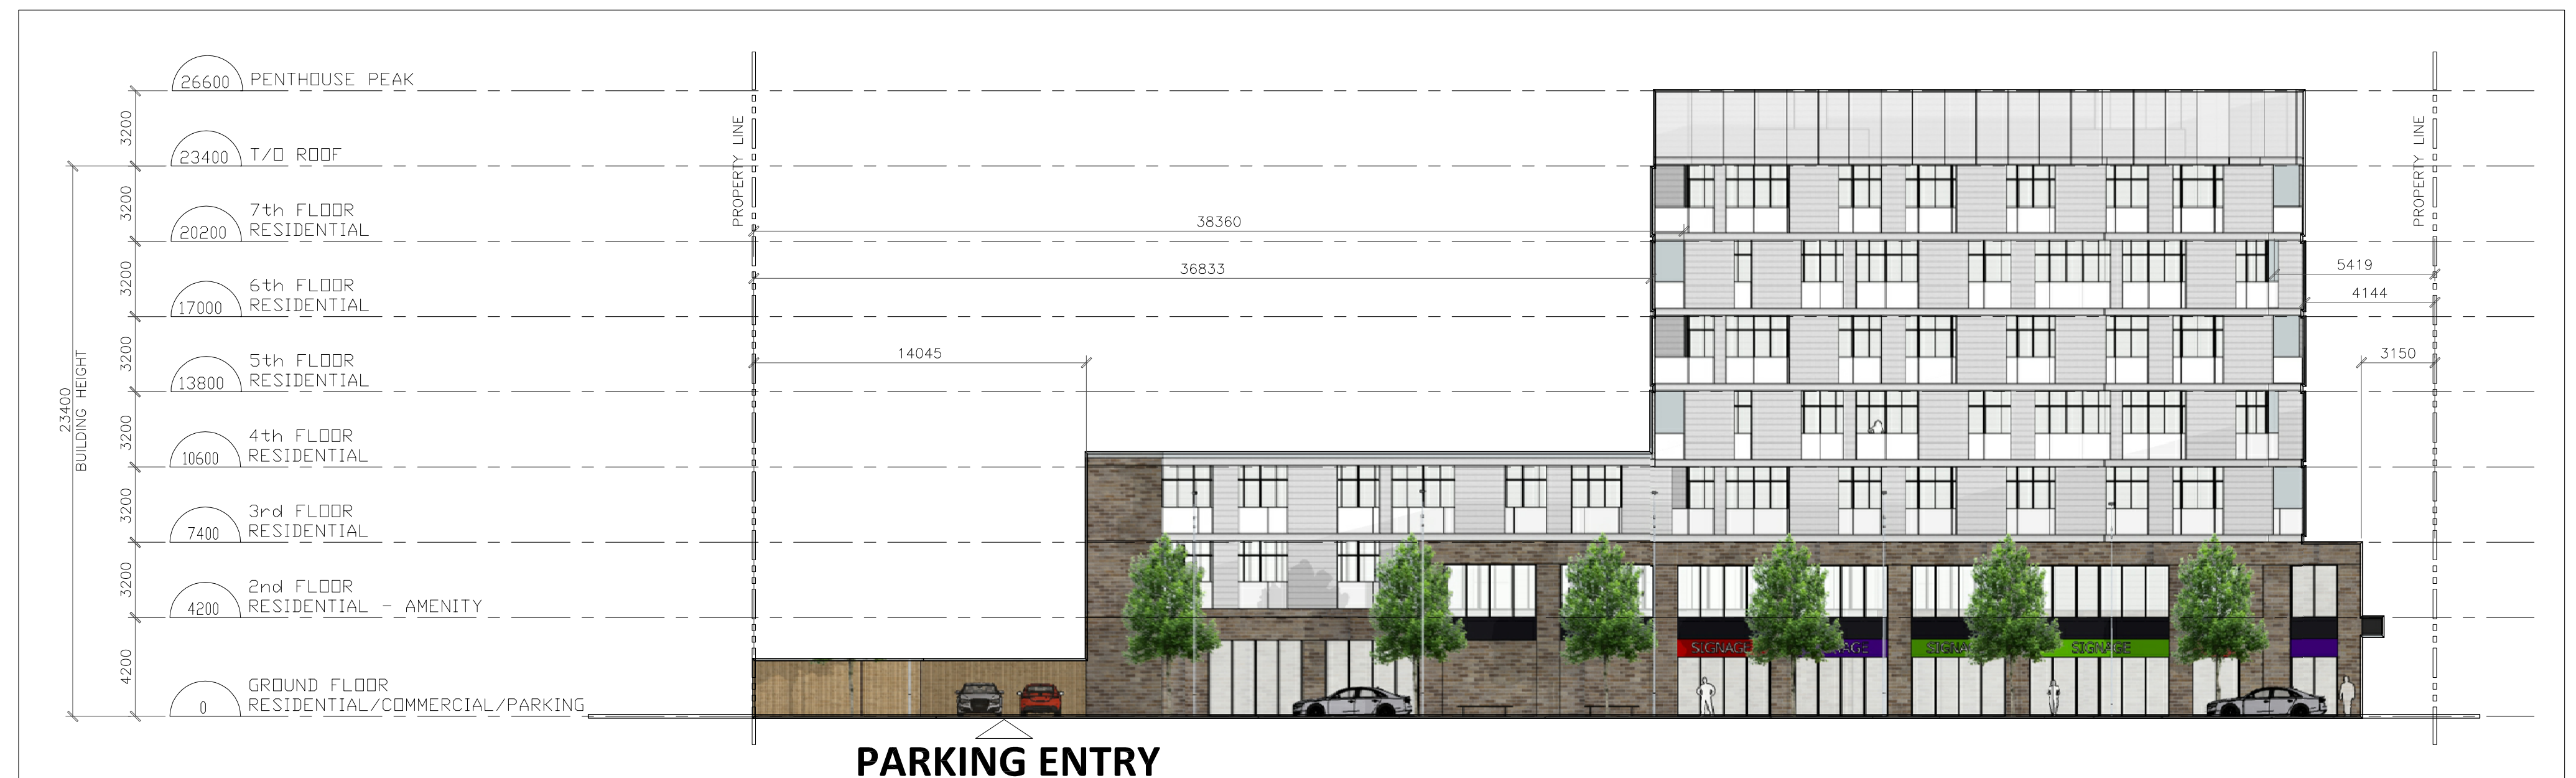 26600 PENTHOUSE PEAK
3200
23400 T/O ROOF
3200
7th FLOOR
20200 RESIDENTIAL
3200
6th FLOOR
17000 RESIDENTIAL
3200
5th FLOOR
13800 RESIDENTIAL
3200
4th FLOOR
10600 RESIDENTIAL
3200
3rd FLOOR
7400 RESIDENTIAL
3200
2nd FLOOR
4200 RESIDENTIAL - AMENITY
4200
GROUND FLOOR
0 RESIDENTIAL/COMMERCIAL/PARKING
23400
BUILDING HEIGHT
PROPERTY LINE
38360
36833
14045
PROPERTY LINE
5419
4144
3150
SIGNAGE
NAGE
SIGNA
SIGNAGE
PARKING ENTRY